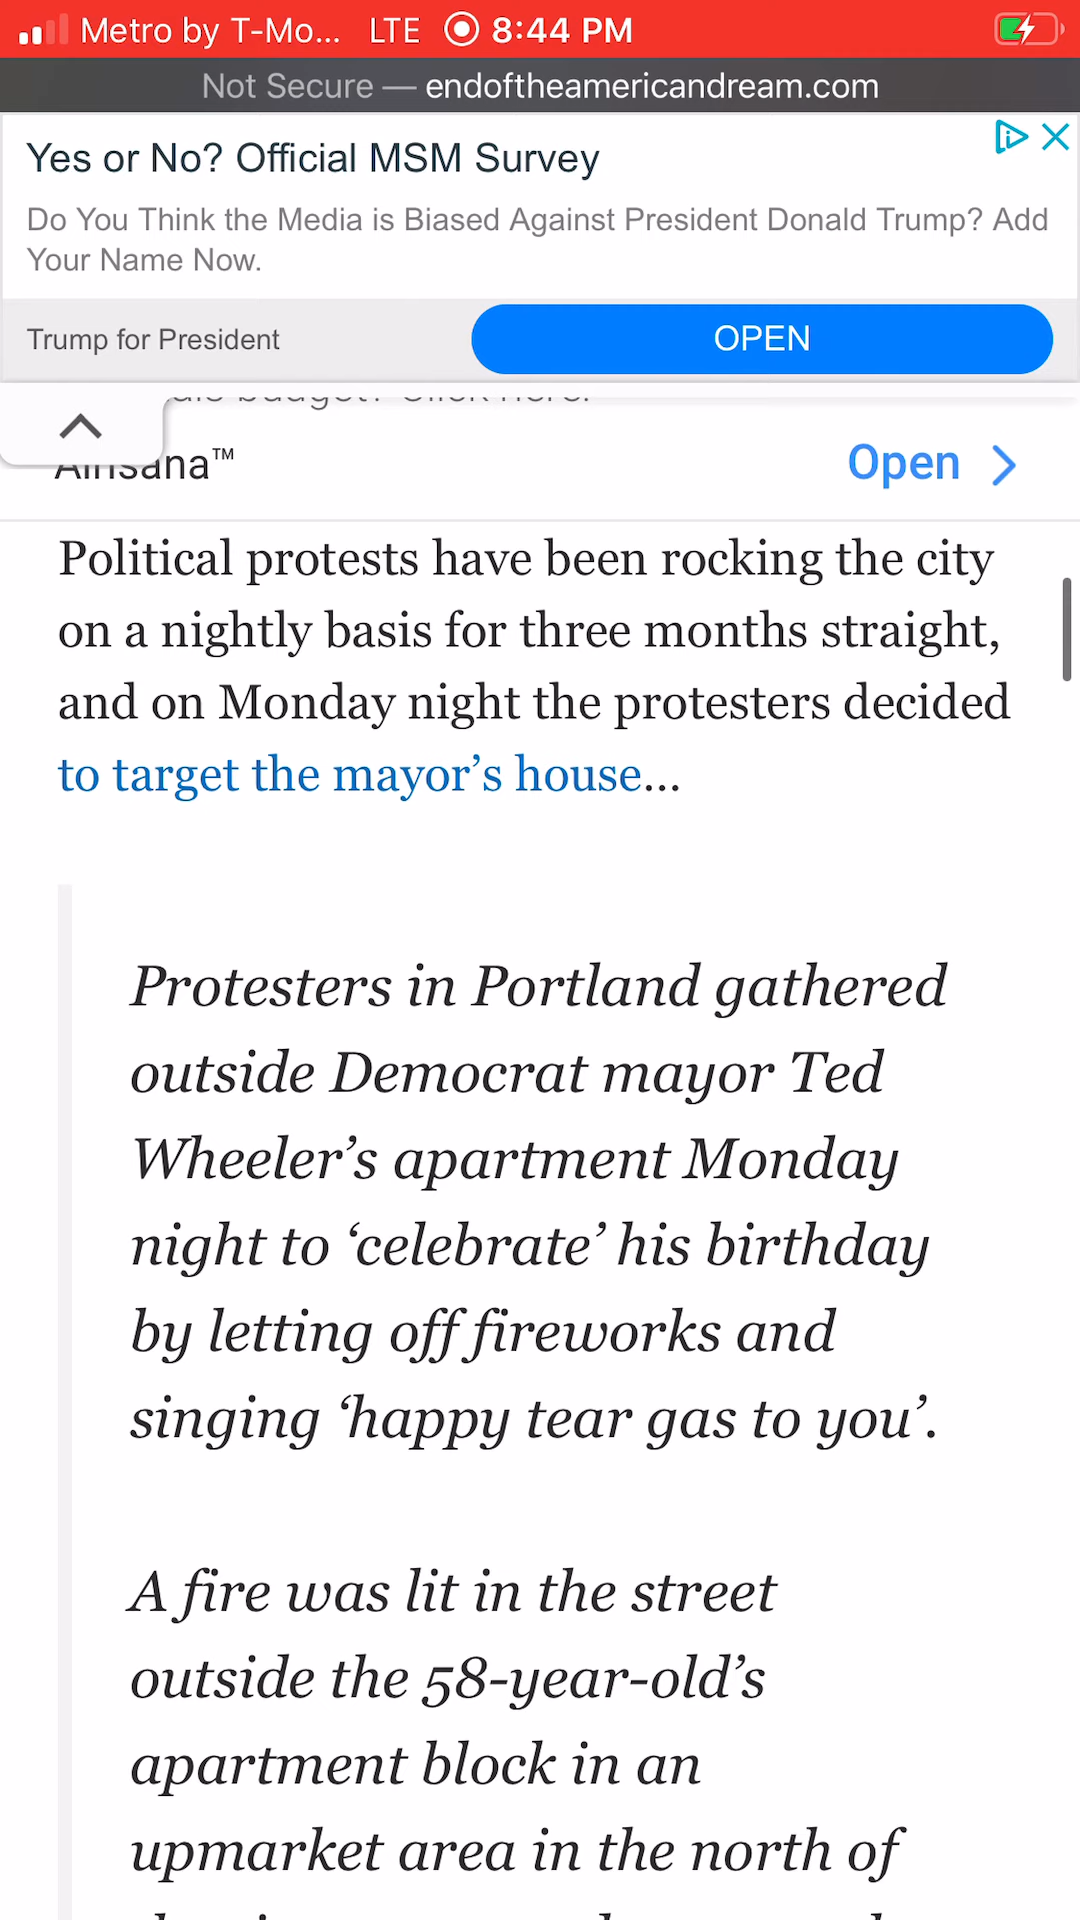 Metro by T-Mo... LTE 8:44 PM
Not Secure — endoftheamericandream.com
Yes or No? Official MSM Survey
Do You Think the Media is Biased Against President Donald Trump? Add
Your Name Now.
Trump for President OPEN
budget? Click here.
Airisana™ Open
Political protests have been rocking the city
on a nightly basis for three months straight,
and on Monday night the protesters decided
to target the mayor’s house...
Protesters in Portland gathered
outside Democrat mayor Ted
Wheeler’s apartment Monday
night to ‘celebrate’ his birthday
by letting off fireworks and
singing ‘happy tear gas to you’.
A fire was lit in the street
outside the 58-year-old’s
apartment block in an
upmarket area in the north of